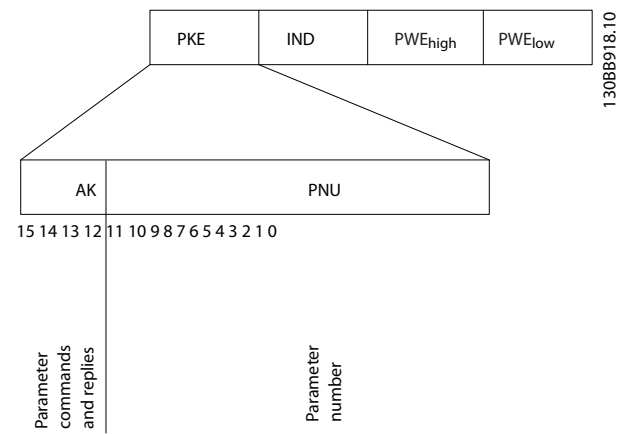 PKE IND PWEhigh PWElow
130BB918.10
AK PNU
15 14 13 12 11 10 9 8 7 6 5 4 3 2 1 0
Parameter
commands
and replies
Parameter
number